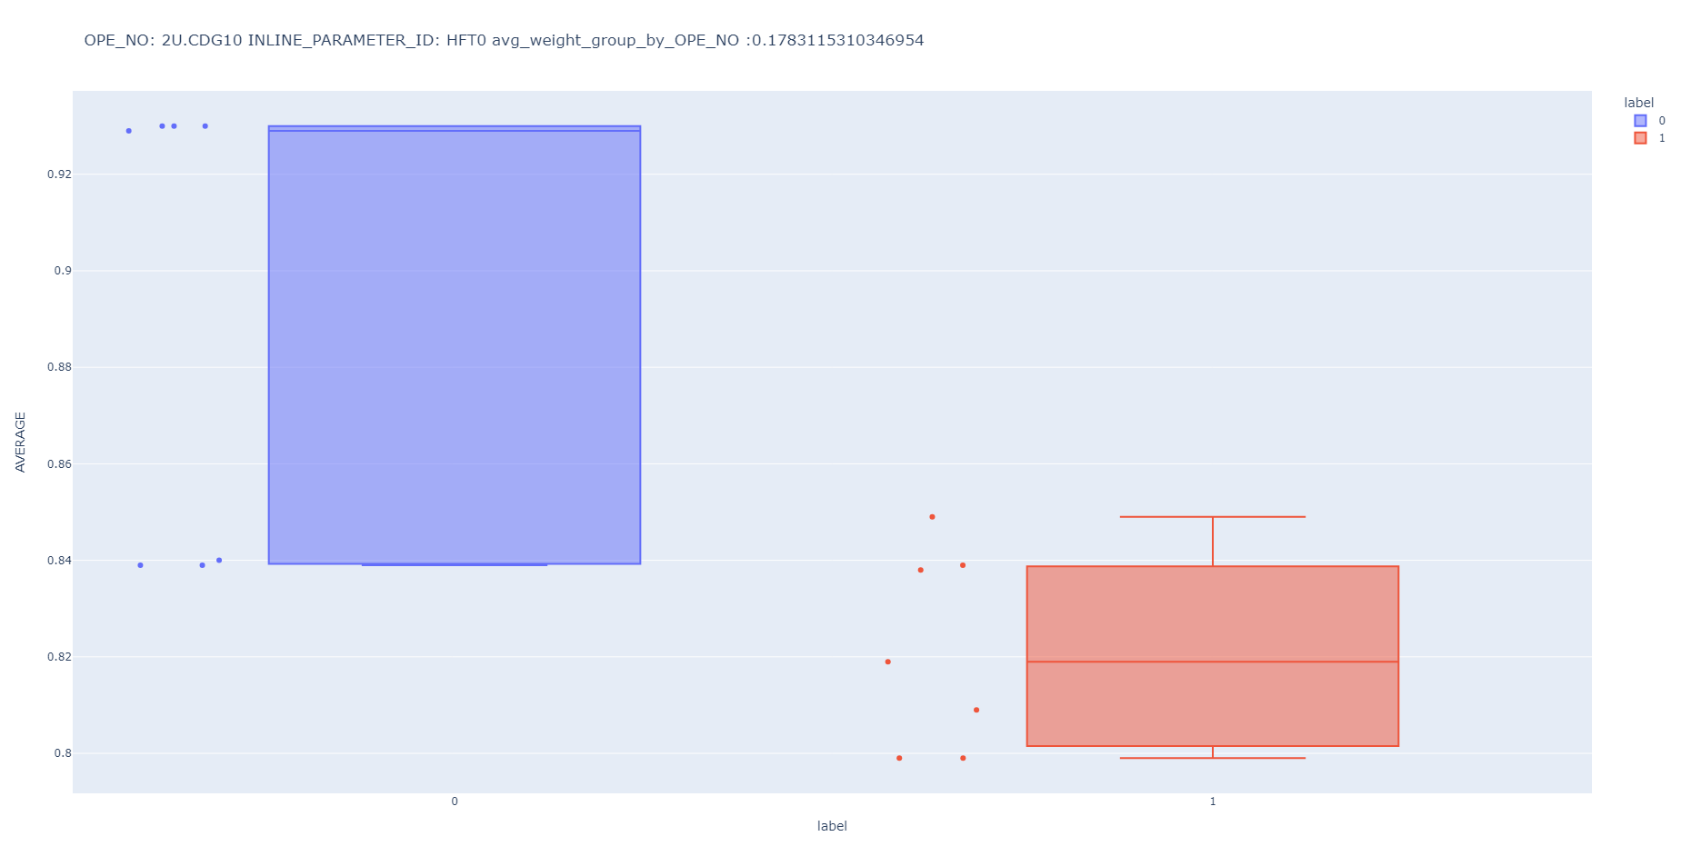 OPE_NO: 2U.CDG10 INLINE_PARAMETER_ID: HFT0 avg_weight_group_by_OPE_NO :0.1783115310346954
label
0
1
0.92
0.9
0.88
0.86
0.84
0.82
0.8
AVERAGE
0
1
label